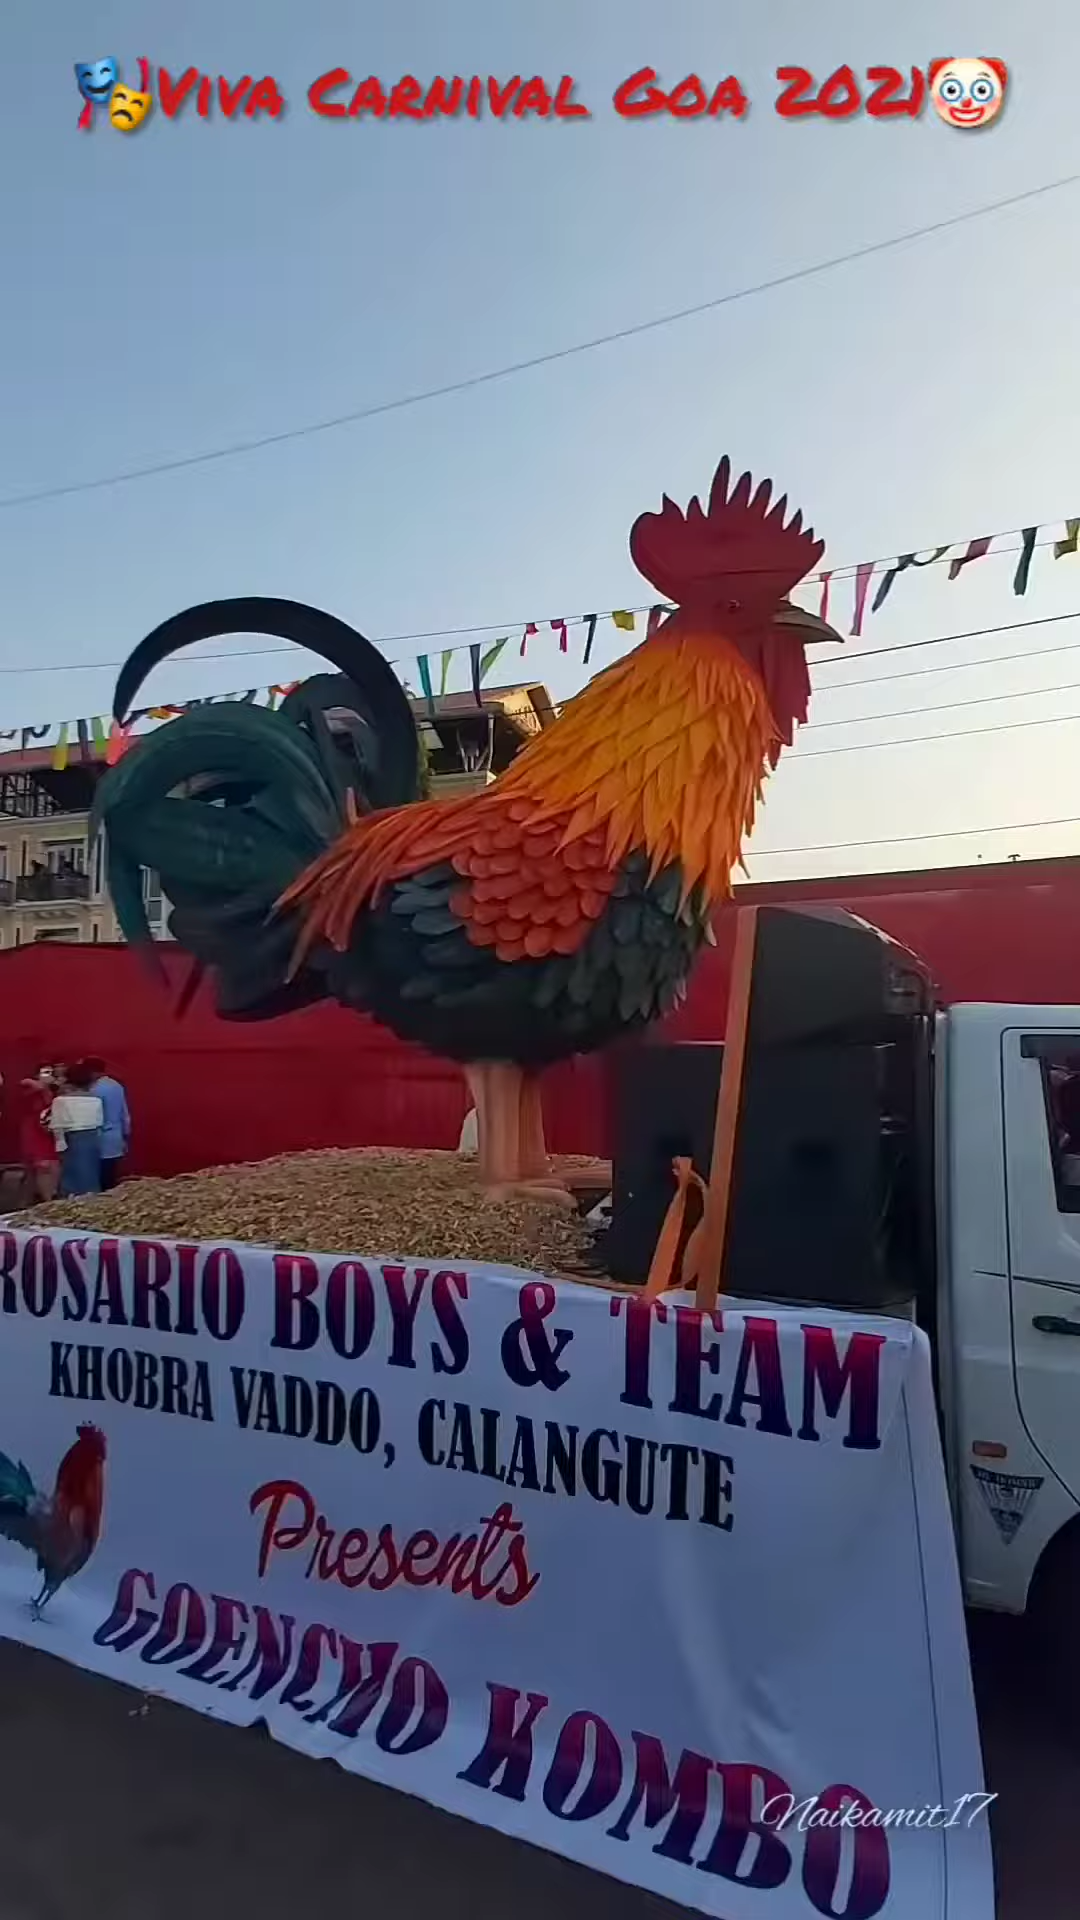 🎭Viva Carnival Goa 2021🤡
ROSARIO BOYS & TEAM
KHOBRA VADDO, CALANGUTE
Presents
GOENCHO KOMBO
Naikamit17